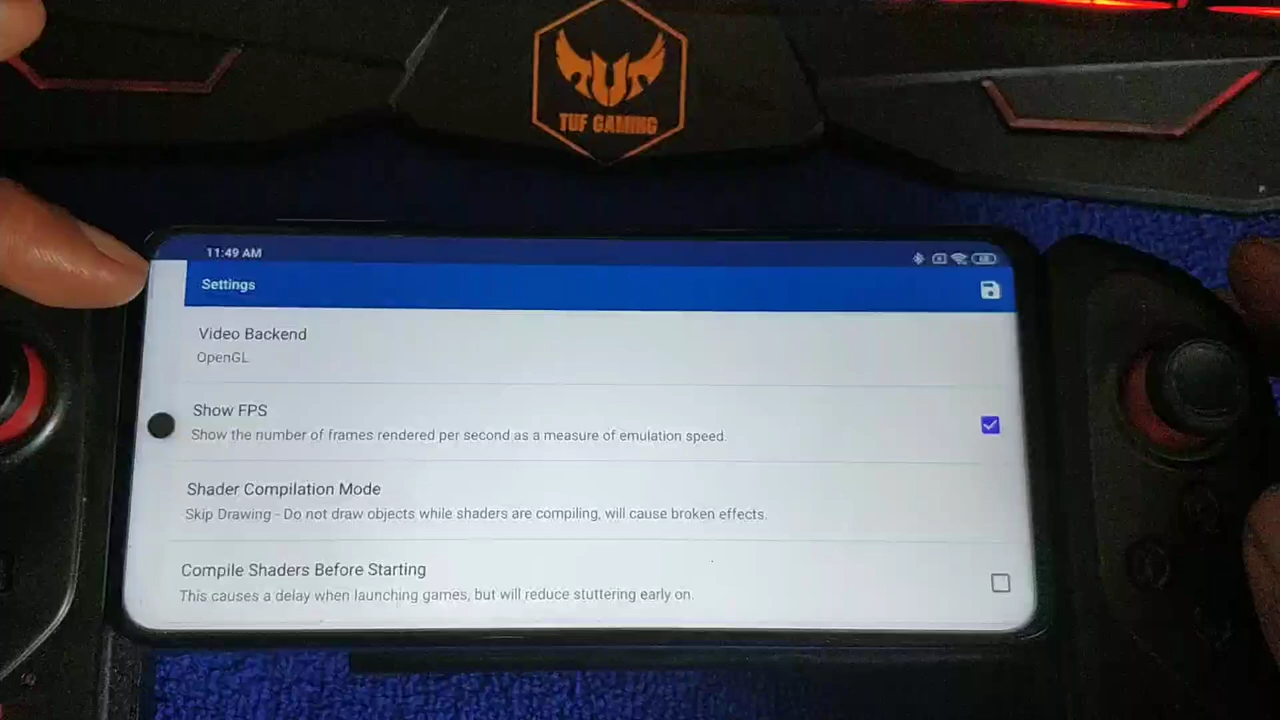 TUF GAMING
11:49 AM
Settings
Video Backend
OpenGL
Show FPS
Show the number of frames rendered per second as a measure of emulation speed.
Shader Compilation Mode
Skip Drawing - Do not draw objects while shaders are compiling, will cause broken effects.
Compile Shaders Before Starting
This causes a delay when launching games, but will reduce stuttering early on.